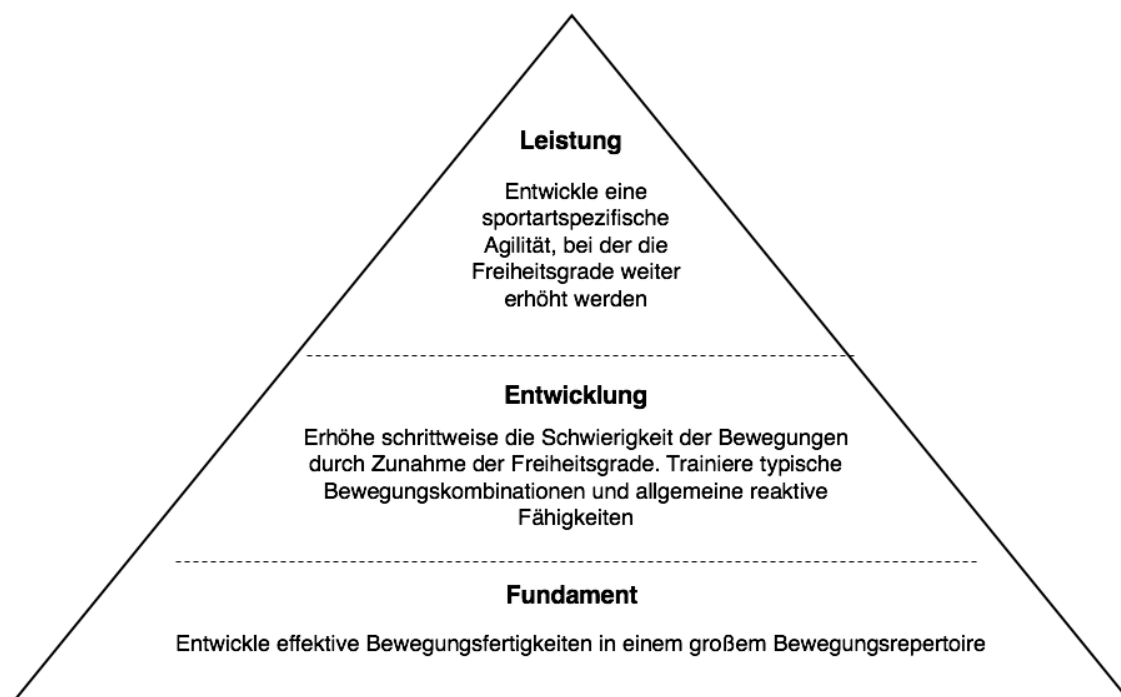 Leistung
Entwickle eine
sportartspezifische
Agilität, bei der die
Freiheitsgrade weiter
erhöht werden
Entwicklung
Erhöhe schrittweise die Schwierigkeit der Bewegungen
durch Zunahme der Freiheitsgrade. Trainiere typische
Bewegungskombinationen und allgemeine reaktive
Fähigkeiten
Fundament
Entwickle effektive Bewegungsfertigkeiten in einem großem Bewegungsrepertoire